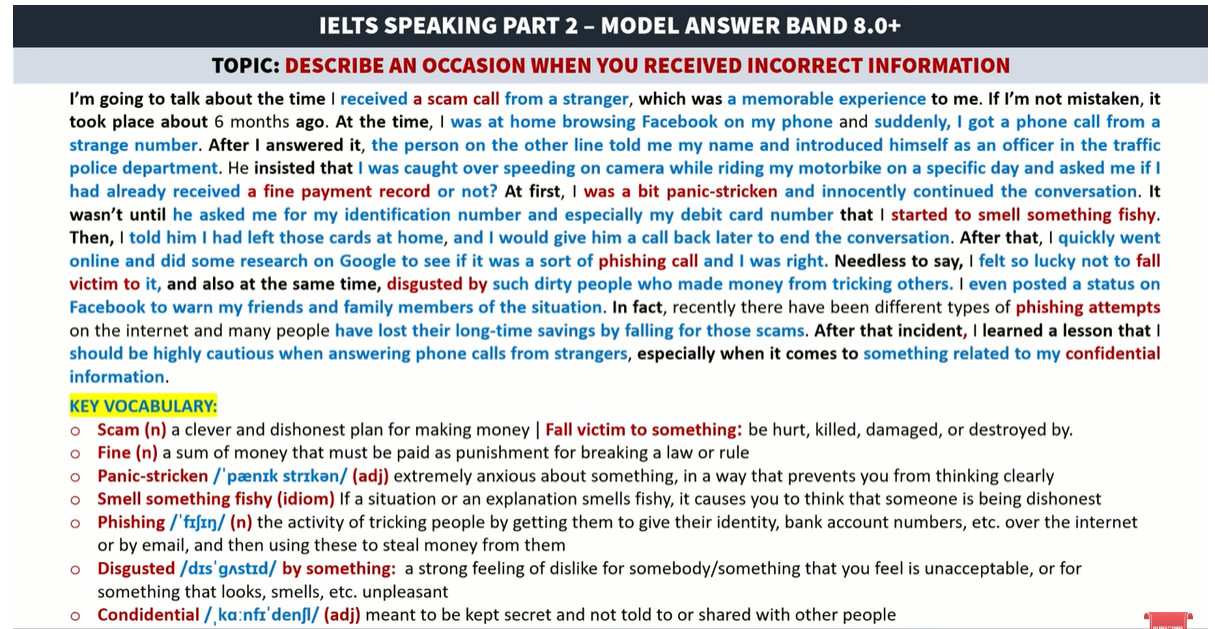 IELTS SPEAKING PART 2 – MODEL ANSWER BAND 8.0+
TOPIC: DESCRIBE AN OCCASION WHEN YOU RECEIVED INCORRECT INFORMATION
I'm going to talk about the time I received a scam call from a stranger, which was a memorable experience to me. If I'm not mistaken, it
took place about 6 months ago. At the time, I was at home browsing Facebook on my phone and suddenly, I got a phone call from a
strange number. After I answered it, the person on the other line told me my name and introduced himself as an officer in the traffic
police department. He insisted that I was caught over speeding on camera while riding my motorbike on a specific day and asked me if I
had already received a fine payment record or not? At first, I was a bit panic-stricken and innocently continued the conversation. It
wasn't until he asked me for my identification number and especially my debit card number that I started to smell something fishy.
Then, I told him I had left those cards at home, and I would give him a call back later to end the conversation. After that, I quickly went
online and did some research on Google to see if it was a sort of phishing call and I was right. Needless to say, I felt so lucky not to fall
victim to it, and also at the same time, disgusted by such dirty people who made money from tricking others. I even posted a status on
Facebook to warn my friends and family members of the situation. In fact, recently there have been different types of phishing attempts
on the internet and many people have lost their long-time savings by falling for those scams. After that incident, I learned a lesson that I
should be highly cautious when answering phone calls from strangers, especially when it comes to something related to my confidential
information.
KEY VOCABULARY:
○ Scam (n) a clever and dishonest plan for making money | Fall victim to something: be hurt, killed, damaged, or destroyed by.
○ Fine (n) a sum of money that must be paid as punishment for breaking a law or rule
○ Panic-stricken /ˈpænɪk strɪkən/ (adj) extremely anxious about something, in a way that prevents you from thinking clearly
○ Smell something fishy (idiom) If a situation or an explanation smells fishy, it causes you to think that someone is being dishonest
○ Phishing /ˈfɪʃɪŋ/ (n) the activity of tricking people by getting them to give their identity, bank account numbers, etc. over the internet
or by email, and then using these to steal money from them
○ Disgusted /dɪsˈɡʌstɪd/ by something: a strong feeling of dislike for somebody/something that you feel is unacceptable, or for
something that looks, smells, etc. unpleasant
○ Condidential /ˌkɑːnfɪˈdenʃl/ (adj) meant to be kept secret and not told to or shared with other people